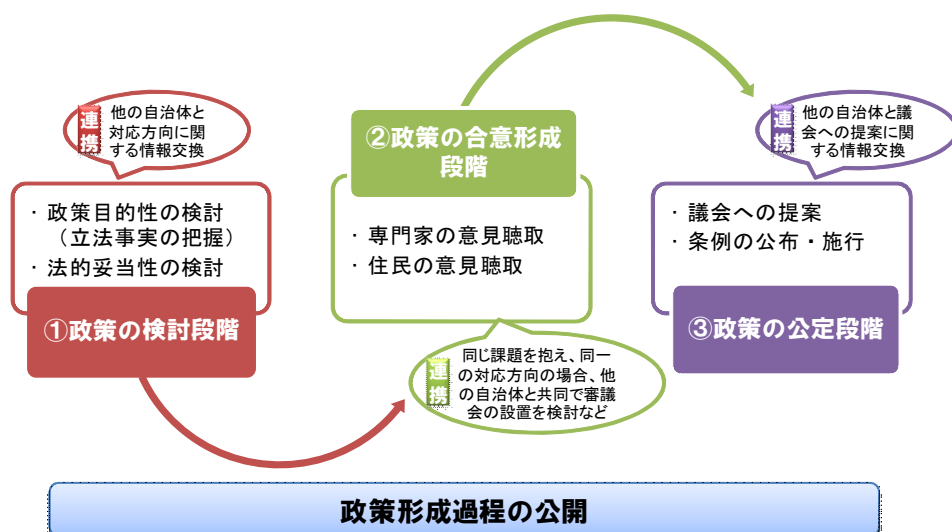 連携
他の自治体と
対応方向に関
する情報交換
・政策目的性の検討
（立法事実の把握）
・法的妥当性の検討
①政策の検討段階
②政策の合意形成
段階
・専門家の意見聴取
・住民の意見聴取
連携
同じ課題を抱え、同一
の対応方向の場合、他
の自治体と共同で審議
会の設置を検討など
連携
他の自治体と議
会への提案に関
する情報交換
・議会への提案
・条例の公布・施行
③政策の公定段階
政策形成過程の公開